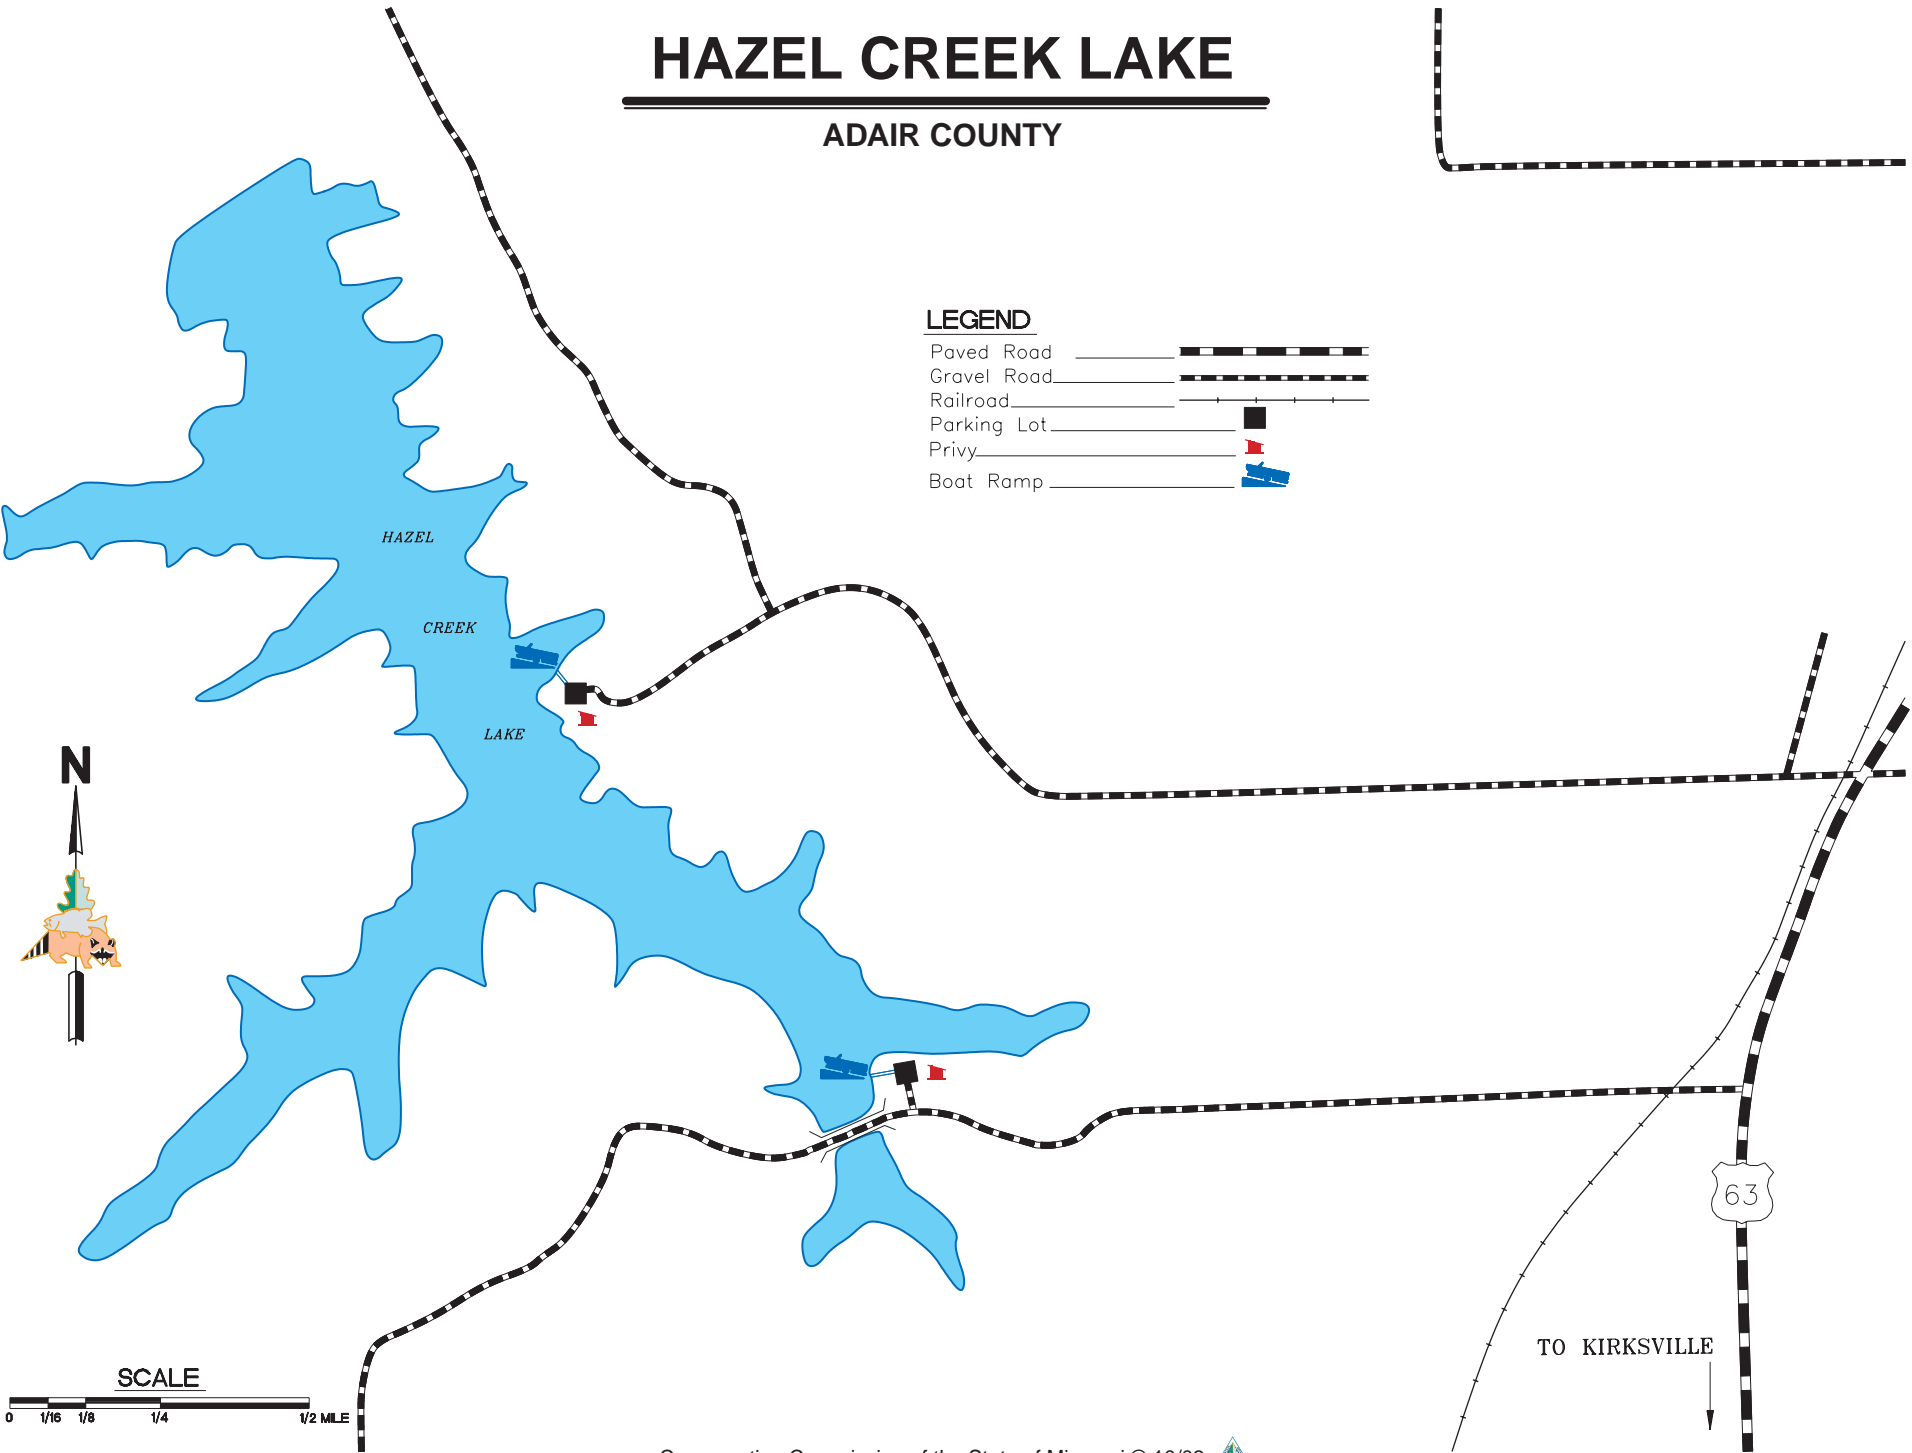 HAZEL CREEK LAKE
ADAIR COUNTY
LEGEND
Paved Road
Gravel Road
Railroad
Parking Lot
Privy
Boat Ramp
HAZEL
CREEK
LAKE
N
63
TO KIRKSVILLE
SCALE
0 1/16 1/8 1/4 1/2 MILE